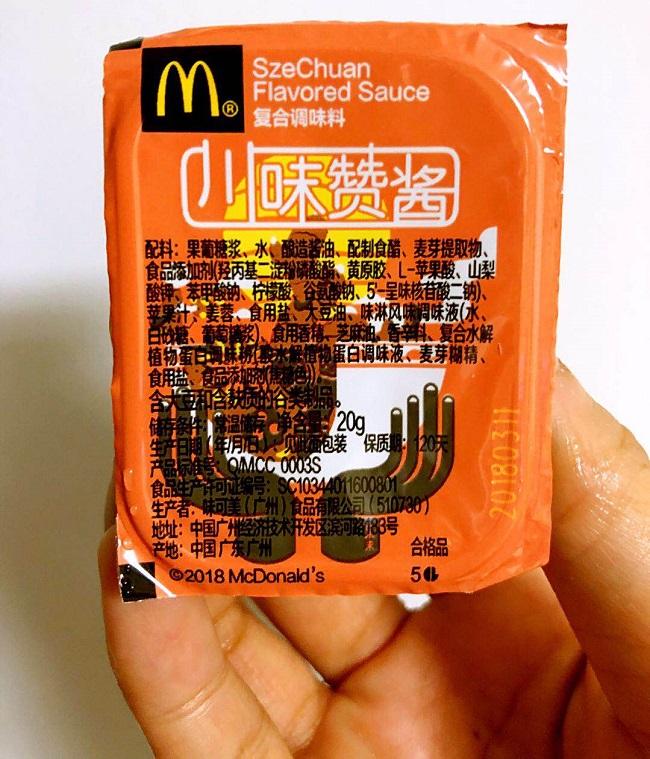 SzeChuan
Flavored Sauce
复合调味料
川味赞酱
配料：果葡糖浆、水、酿造酱油、配制食醋、麦芽提取物、
食品添加剂(羟丙基二淀粉磷酸酯、黄原胶、L-苹果酸、山梨
酸钾、苯甲酸钠、柠檬酸、谷氨酸钠、5'-呈味核苷酸二钠)、
苹果汁、姜蓉、食用盐、大豆油、味淋风味调味液(水、
白砂糖、葡萄糖浆)、食用香精、芝麻油、香辛料、复合水解
植物蛋白调味粉(酸水解植物蛋白调味液、麦芽糊精、
食用盐、食品添加剂(焦糖色))。
含大豆和含麸质的谷类制品。
储存条件：常温储存 净含量：20g
生产日期（年/月/日）：见此面包装 保质期：120天
产品标准号：Q/MCC 0003S
食品生产许可证编号：SC10344011600801
生产者：味可美（广州）食品有限公司（510730）
地址：中国广州经济技术开发区滨河路183号
产地：中国 广东 广州
合格品
©2018 McDonald's
5
20180311